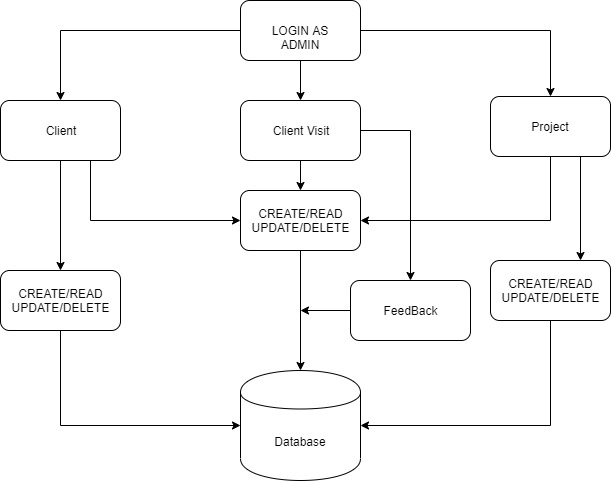 LOGIN AS
ADMIN
Client
Client Visit
Project
CREATE/READ
UPDATE/DELETE
CREATE/READ
UPDATE/DELETE
CREATE/READ
UPDATE/DELETE
FeedBack
Database